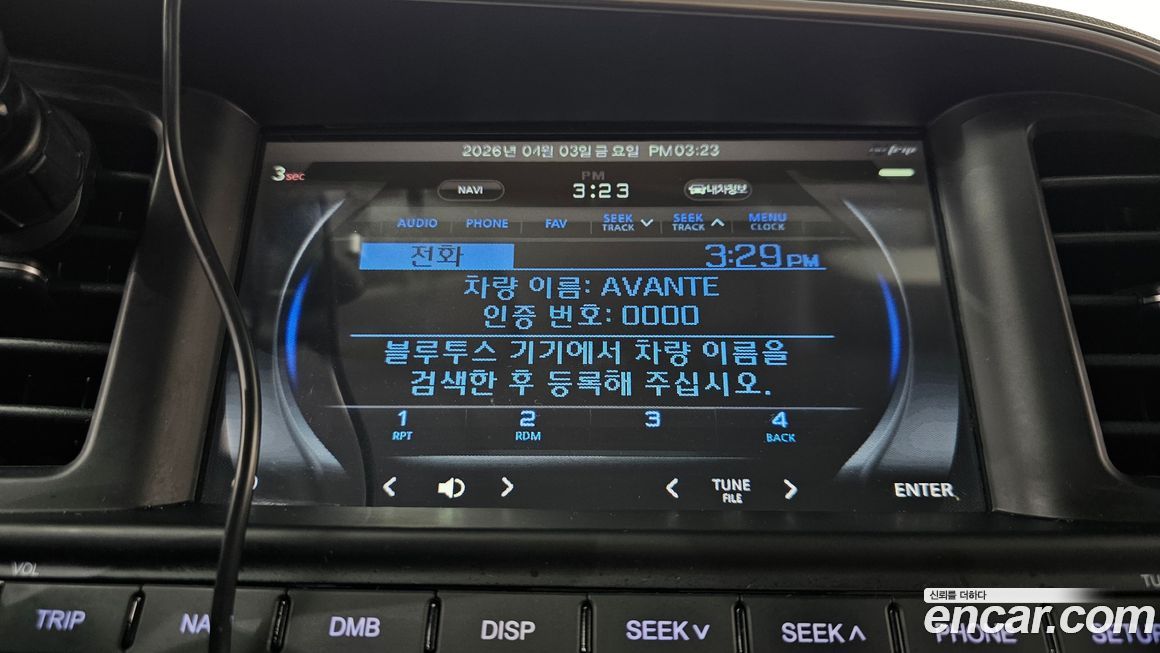 2026년 04월 03일 금요일 PM 03:23
3sec
PM
NAVI 3:23 내차정보
AUDIO PHONE FAV SEEK TRACK SEEK TRACK MENU CLOCK
전화 3:29 PM
차량 이름: AVANTE
인증 번호: 0000
블루투스 기기에서 차량 이름을
검색한 후 등록해 주십시오.
1 2 3 4
RPT RDM BACK
TUNE FILE ENTER
VOL
TRIP DMB DISP SEEK SEEK PHONE SETUP
신뢰를 더하다
encar.com